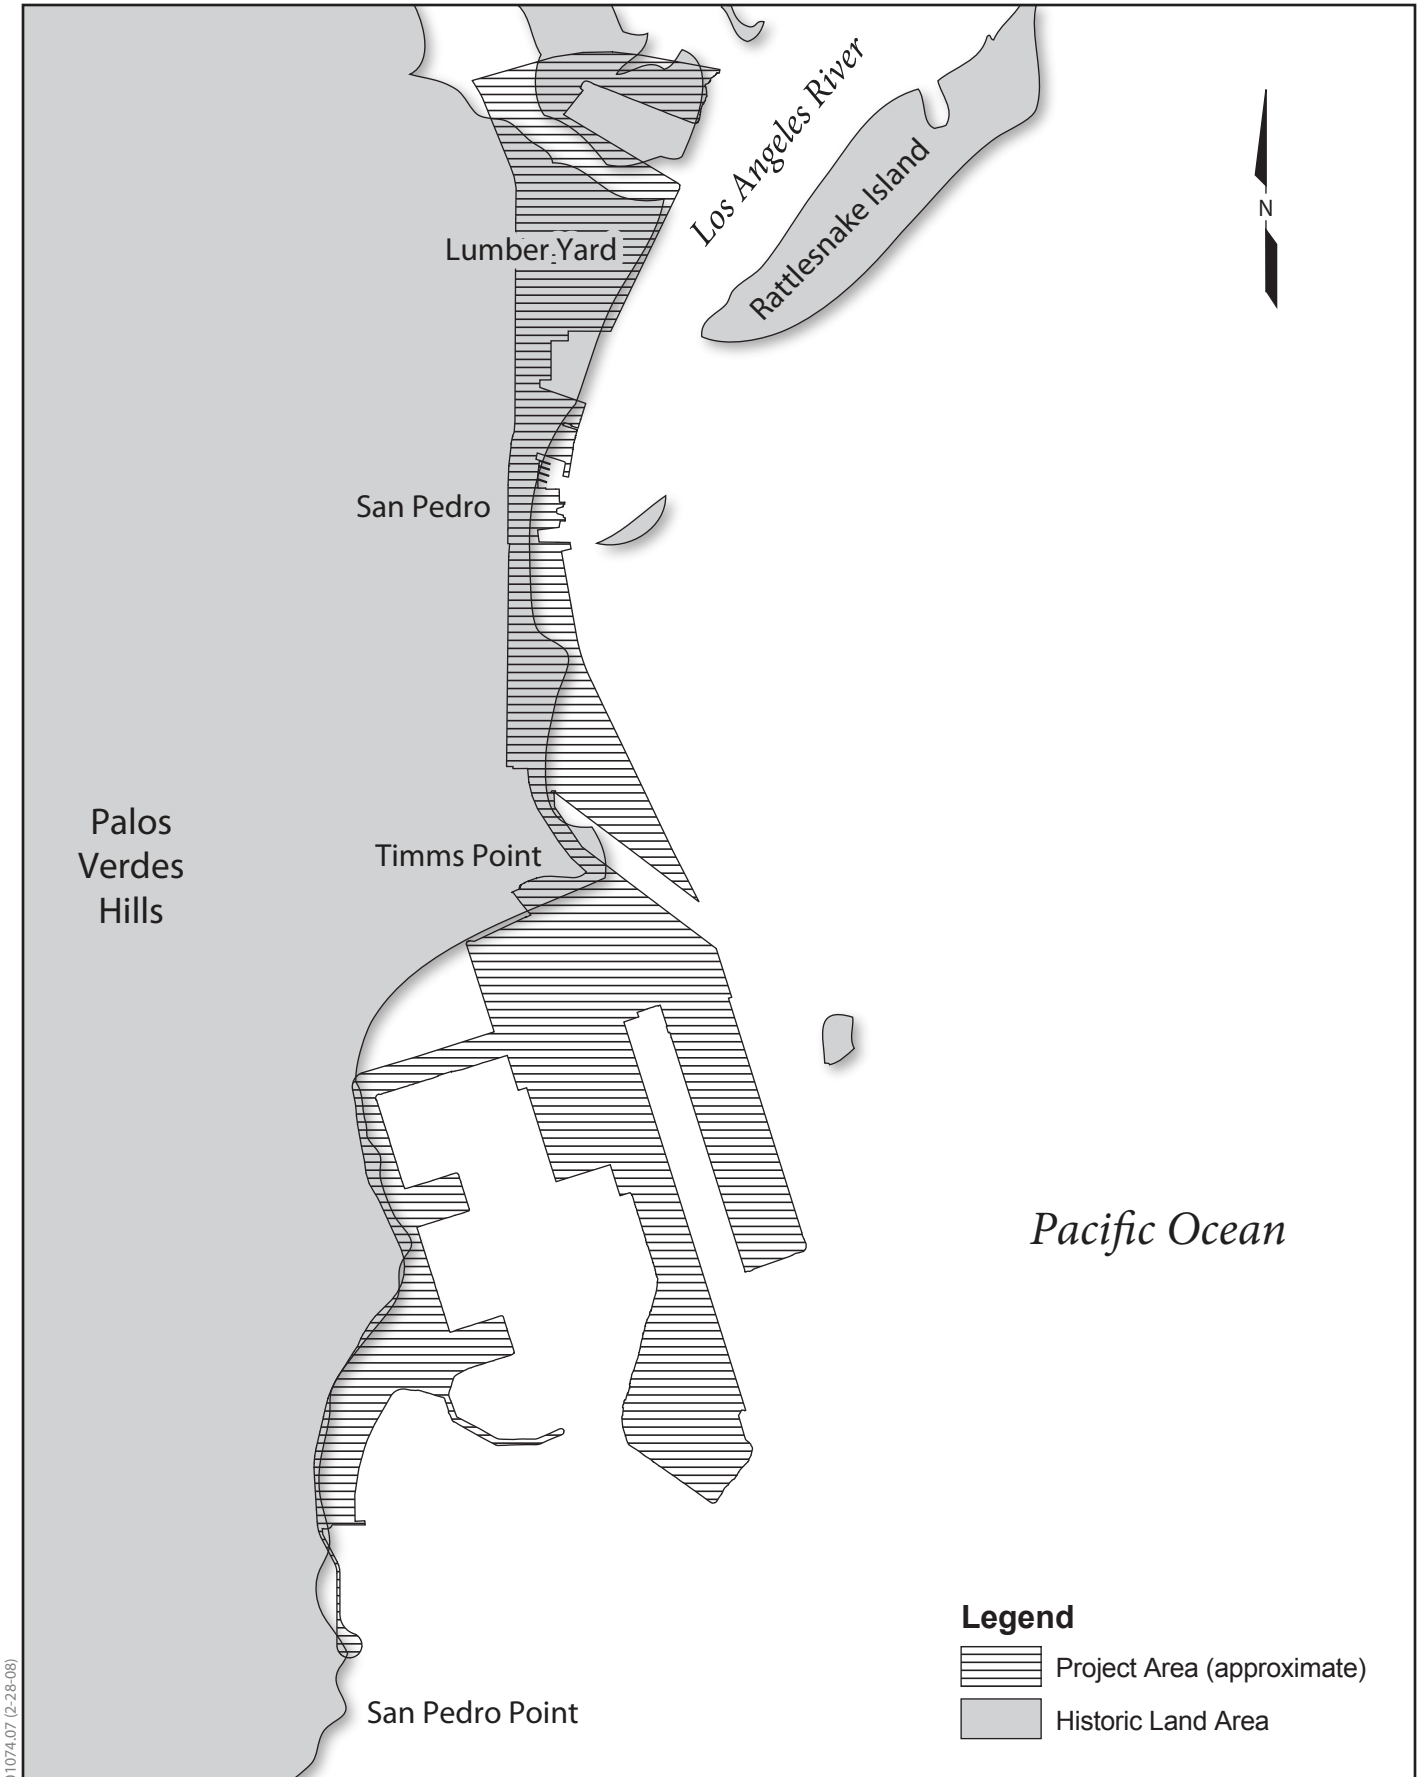 Los Angeles River
Rattlesnake Island
N
Lumber Yard
San Pedro
Palos
Verdes
Hills
Timms Point
Pacific Ocean
Legend
Project Area (approximate)
Historic Land Area
San Pedro Point
01074.07 (2-28-08)